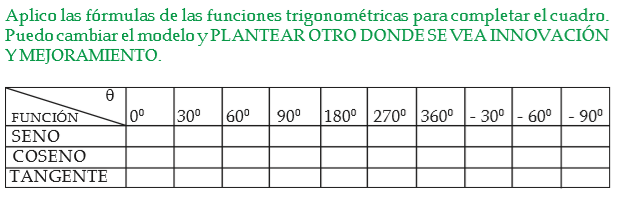 Aplico las fórmulas de las funciones trigonométricas para completar el cuadro.
Puedo cambiar el modelo y PLANTEAR OTRO DONDE SE VEA INNOVACIÓN
Y MEJORAMIENTO.
θ
FUNCIÓN 0⁰ 30⁰ 60⁰ 90⁰ 180⁰ 270⁰ 360⁰ - 30⁰ - 60⁰ - 90⁰
SENO
COSENO
TANGENTE